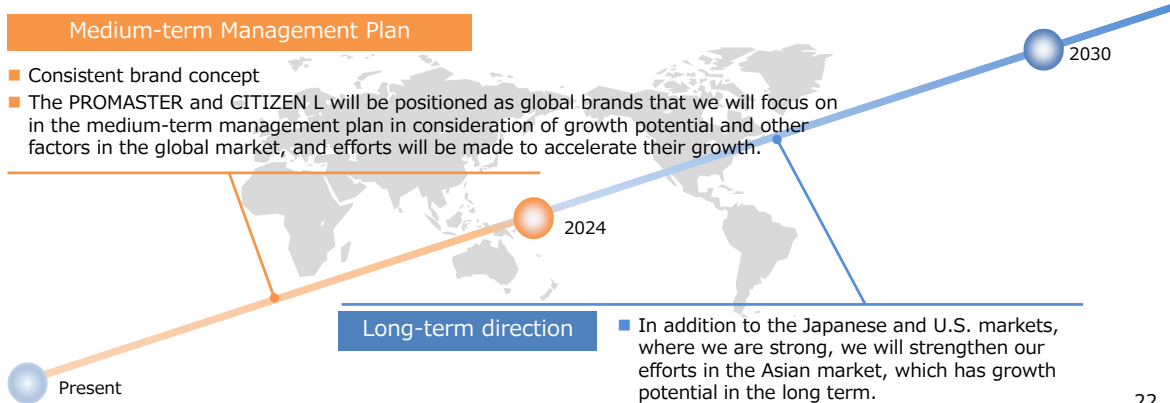 Medium-term Management Plan
Consistent brand concept
The PROMASTER and CITIZEN L will be positioned as global brands that we will focus on
in the medium-term management plan in consideration of growth potential and other
factors in the global market, and efforts will be made to accelerate their growth.
2030
2024
Long-term direction
In addition to the Japanese and U.S. markets,
where we are strong, we will strengthen our
efforts in the Asian market, which has growth
potential in the long term.
Present
22